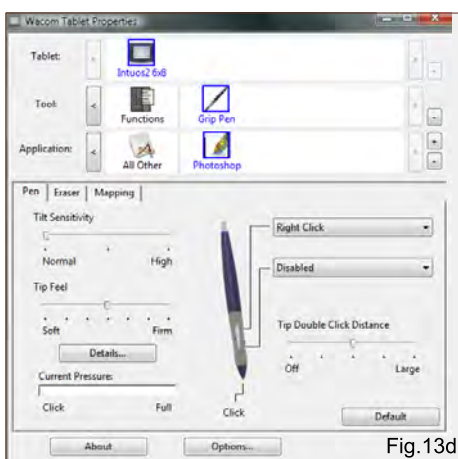 Wacom Tablet Properties
Tablet:
Intuos2 6x8
Tool:
Functions
Grip Pen
Application:
All Other
Photoshop
Pen
Eraser
Mapping
Tilt Sensitivity
Normal
High
Right Click
Disabled
Tip Feel
Soft
Firm
Details...
Tip Double Click Distance
Off
Large
Current Pressure:
Click
Full
Click
Default
About
Options...
Fig.13d